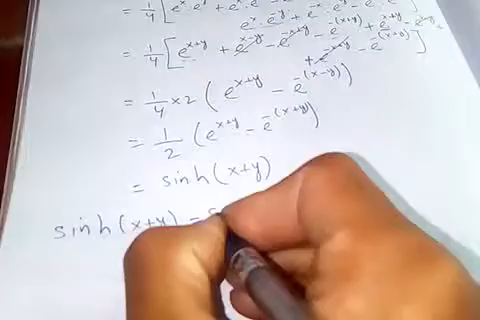 = 1/4 [e^{x+y} + e^{x-y} - e^{-x+y} - e^{-(x+y)} + e^{x+y} - e^{x-y} + e^{-x+y} - e^{-(x+y)}]
= 1/4 × 2 (e^{x+y} - e^{-(x+y)})
= 1/2 (e^{x+y} - e^{-(x+y)})
= sinh(x+y)
sinh(x+y) = s